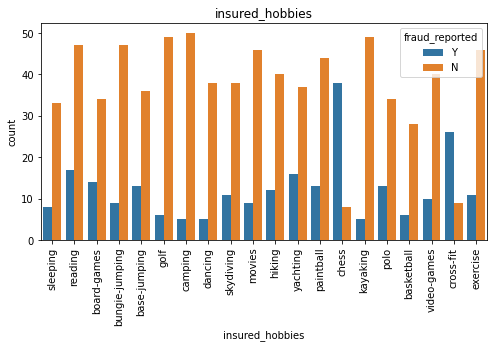 insured_hobbies
fraud_reported
Y
N
count
50
40
30
20
10
0
sleeping
reading
board-games
bungie-jumping
base-jumping
golf
camping
dancing
skydiving
movies
hiking
yachting
paintball
chess
kayaking
polo
basketball
video-games
cross-fit
exercise
insured_hobbies